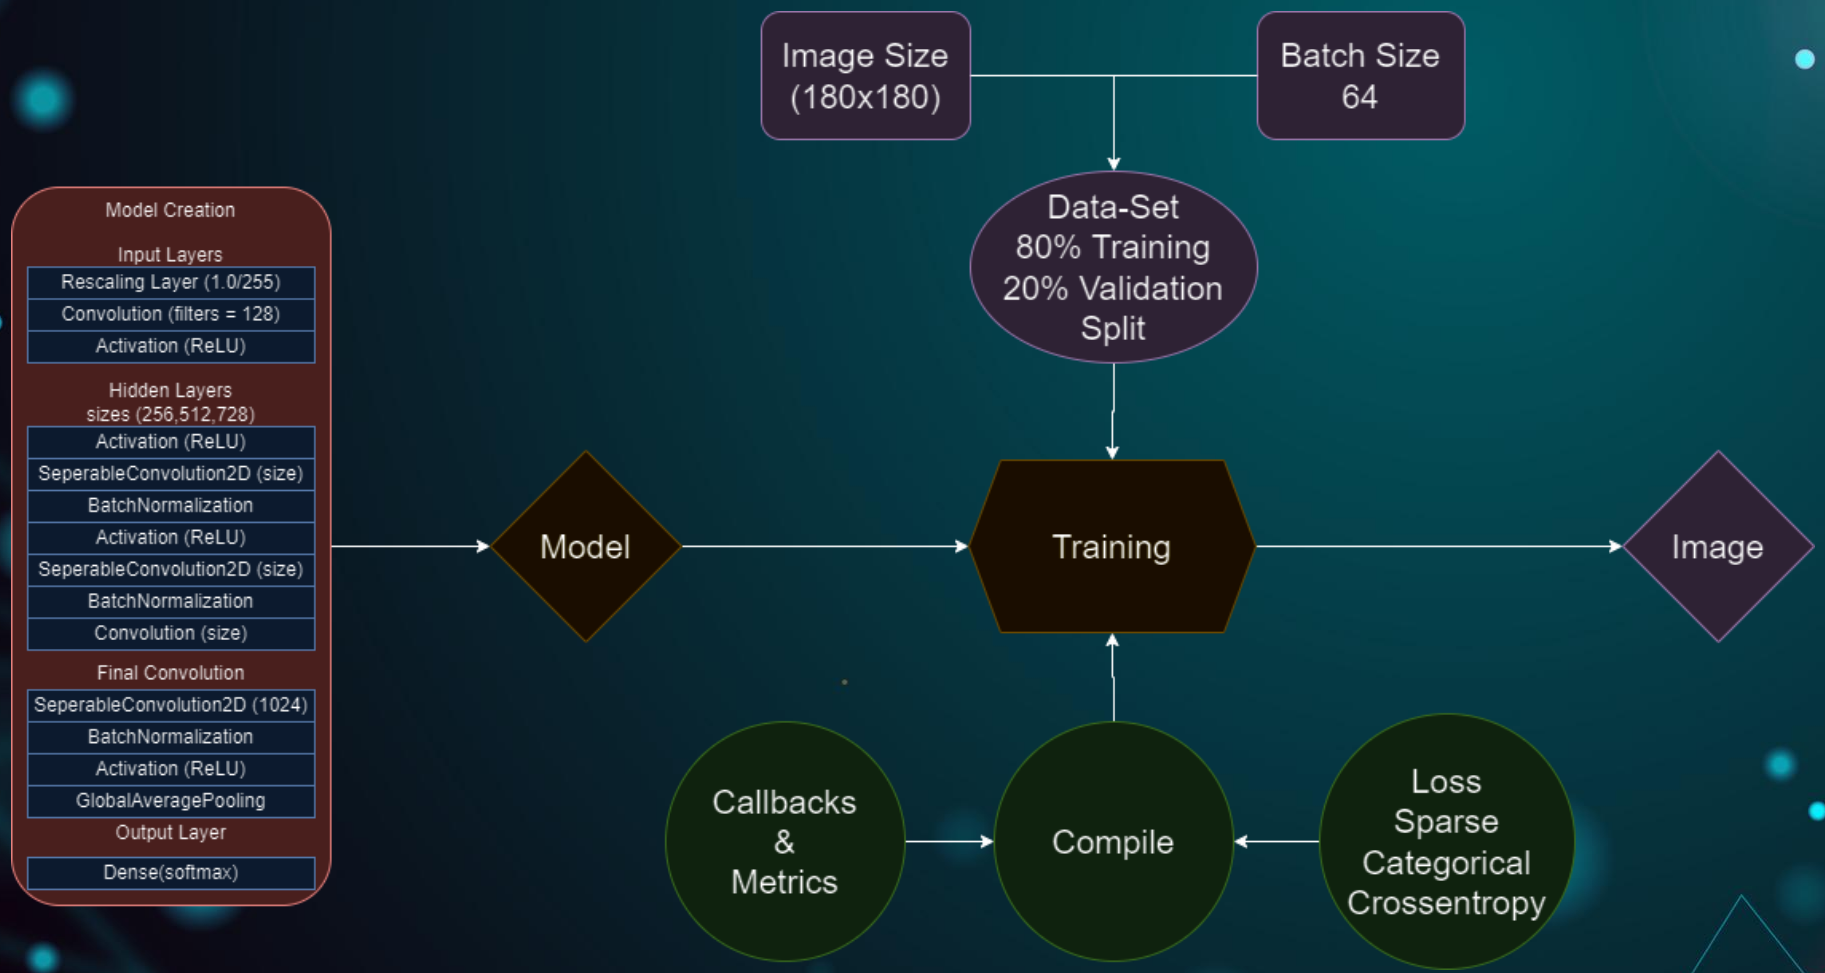 Image Size
(180x180)
Batch Size
64
Data-Set
80% Training
20% Validation
Split
Model Creation
Input Layers
Rescaling Layer (1.0/255)
Convolution (filters = 128)
Activation (ReLU)
Hidden Layers
sizes (256,512,728)
Activation (ReLU)
SeperableConvolution2D (size)
BatchNormalization
Activation (ReLU)
SeperableConvolution2D (size)
BatchNormalization
Convolution (size)
Final Convolution
SeperableConvolution2D (1024)
BatchNormalization
Activation (ReLU)
GlobalAveragePooling
Output Layer
Dense(softmax)
Model
Training
Image
Callbacks
&
Metrics
Compile
Loss
Sparse
Categorical
Crossentropy